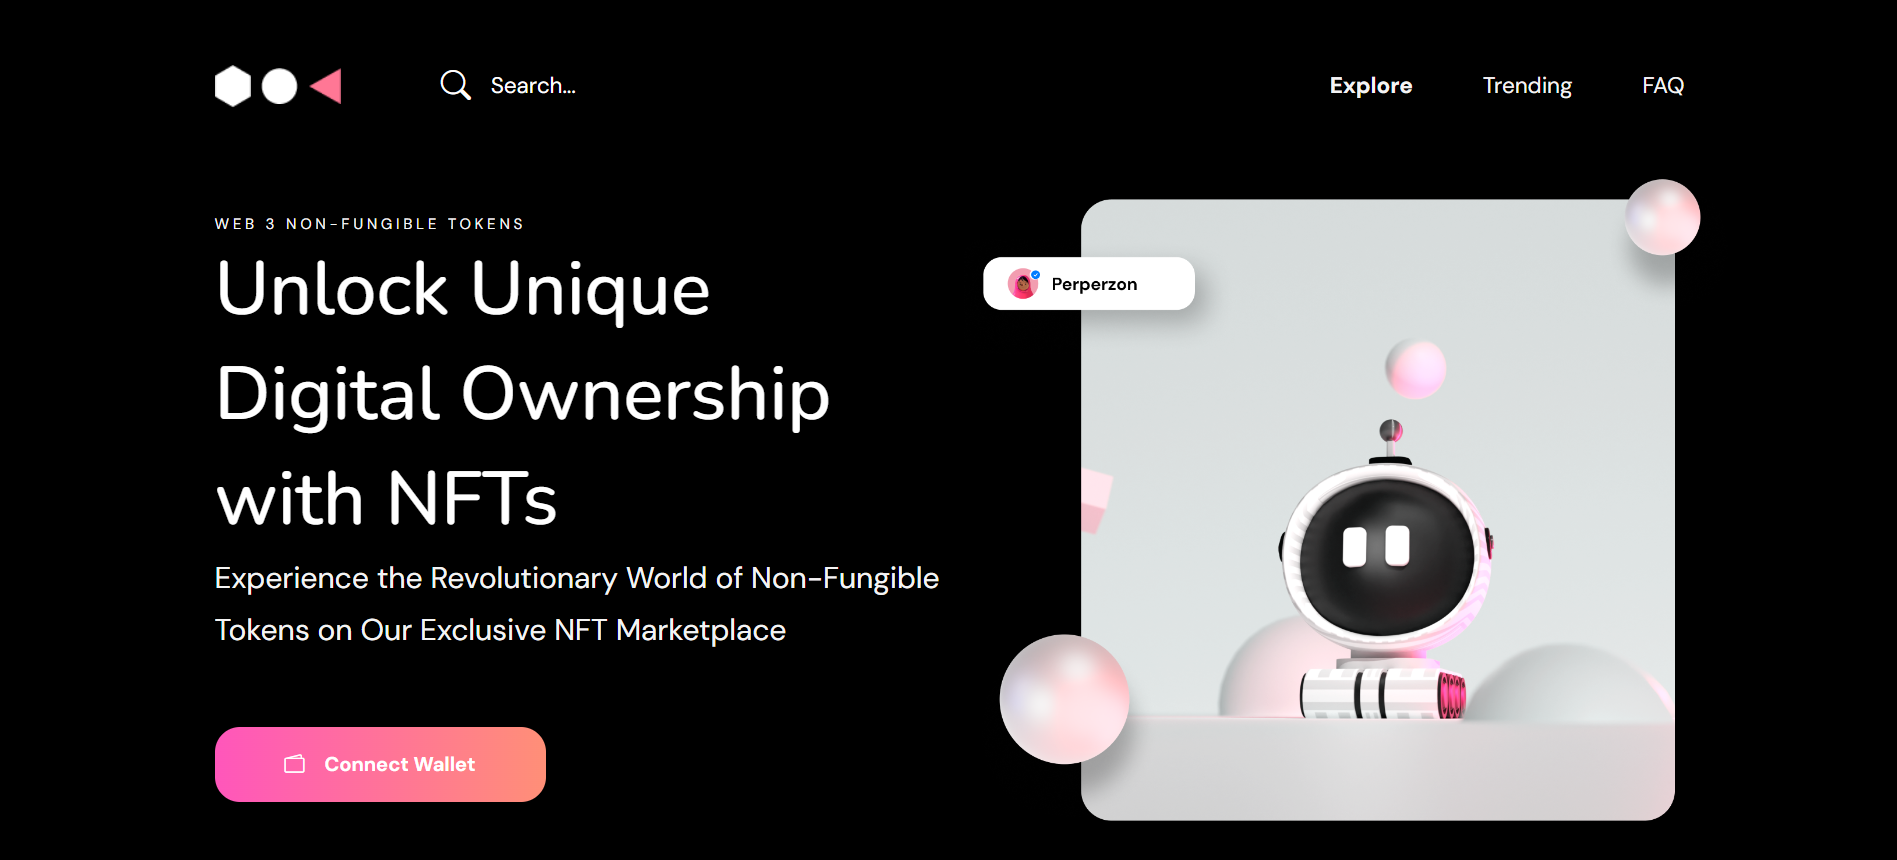 Search...
Explore
Trending
FAQ
WEB 3 NON-FUNGIBLE TOKENS
Unlock Unique
Digital Ownership
with NFTs
Experience the Revolutionary World of Non-Fungible
Tokens on Our Exclusive NFT Marketplace
Connect Wallet
Perperzon